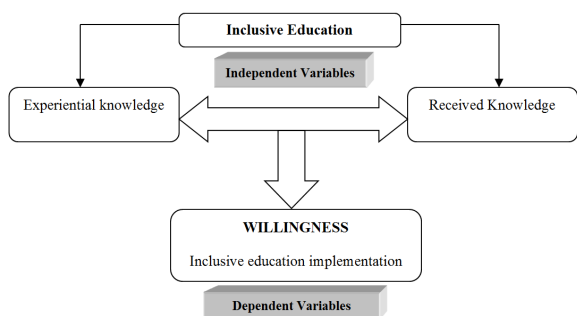 Inclusive Education
Independent Variables
Experiential knowledge
Received Knowledge
WILLINGNESS
Inclusive education implementation
Dependent Variables